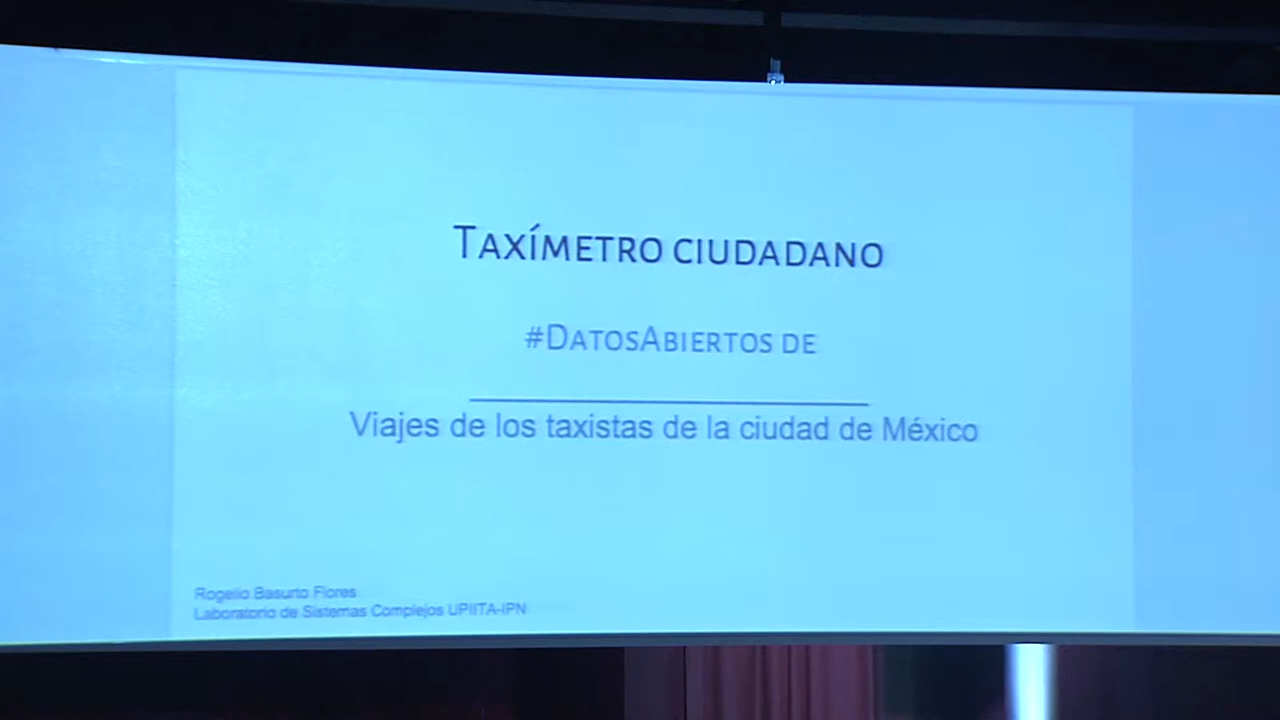 Taxímetro ciudadano
#DatosAbiertos de
Viajes de los taxistas de la ciudad de México
Rogelio Basurto Flores
Laboratorio de Sistemas Complejos UPIITA-IPN